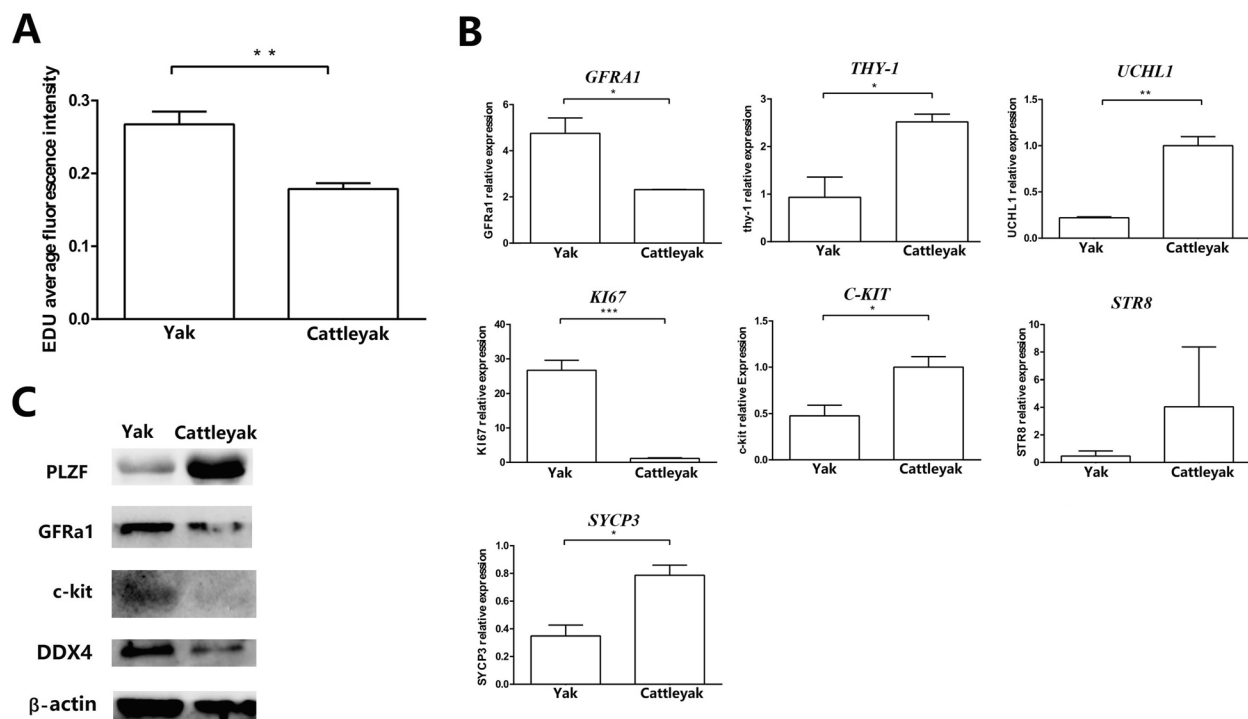 A
* *
EDU average fluorescence intensity
0.3
0.2
0.1
0.0
Yak
Cattleyak
B
GFRA1
*
GFRa1 relative expression
6
4
2
0
Yak
Cattleyak
THY-1
*
thy-1 relative expression
3
2
1
0
Yak
Cattleyak
UCHL1
**
UCHL1 relative expression
1.5
1.0
0.5
0.0
Yak
Cattleyak
KI67
***
KI67 relative expression
40
30
20
10
0
Yak
Cattleyak
C-KIT
*
c-kit relative Expression
1.5
1.0
0.5
0.0
Yak
Cattleyak
STR8
STR8 relative expression
10
8
6
4
2
0
Yak
Cattleyak
SYCP3
*
SYCP3 relative expression
1.0
0.8
0.6
0.4
0.2
0.0
Yak
Cattleyak
C
Yak Cattleyak
PLZF
GFRa1
c-kit
DDX4
β-actin